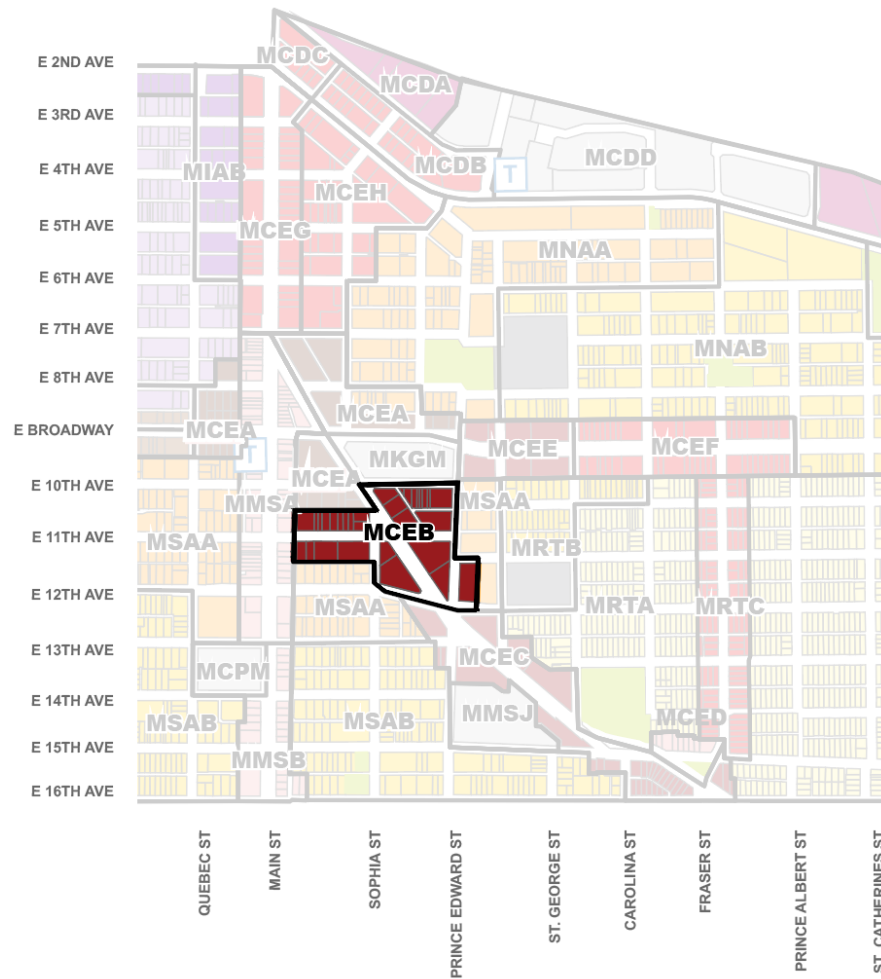 E 2ND AVE
MCDC
MCDA
E 3RD AVE
MCDB
MCDD
E 4TH AVE
MIAB
T
MCEH
E 5TH AVE
MCEG
MNAA
E 6TH AVE
E 7TH AVE
MNAB
E 8TH AVE
MCEA
E BROADWAY
MCEA
MCEE
MCEF
T
MKGM
MCEA
E 10TH AVE
MMSA
MSAA
E 11TH AVE
MSAA
MCEB
MRTB
E 12TH AVE
MSAA
MRTA
MRTC
E 13TH AVE
MCPM
MCEC
E 14TH AVE
MSAB
MSAB
MMSJ
MCED
E 15TH AVE
MMSB
E 16TH AVE
QUEBEC ST
MAIN ST
SOPHIA ST
PRINCE EDWARD ST
ST. GEORGE ST
CAROLINA ST
FRASER ST
PRINCE ALBERT ST
ST. CATHERINES ST